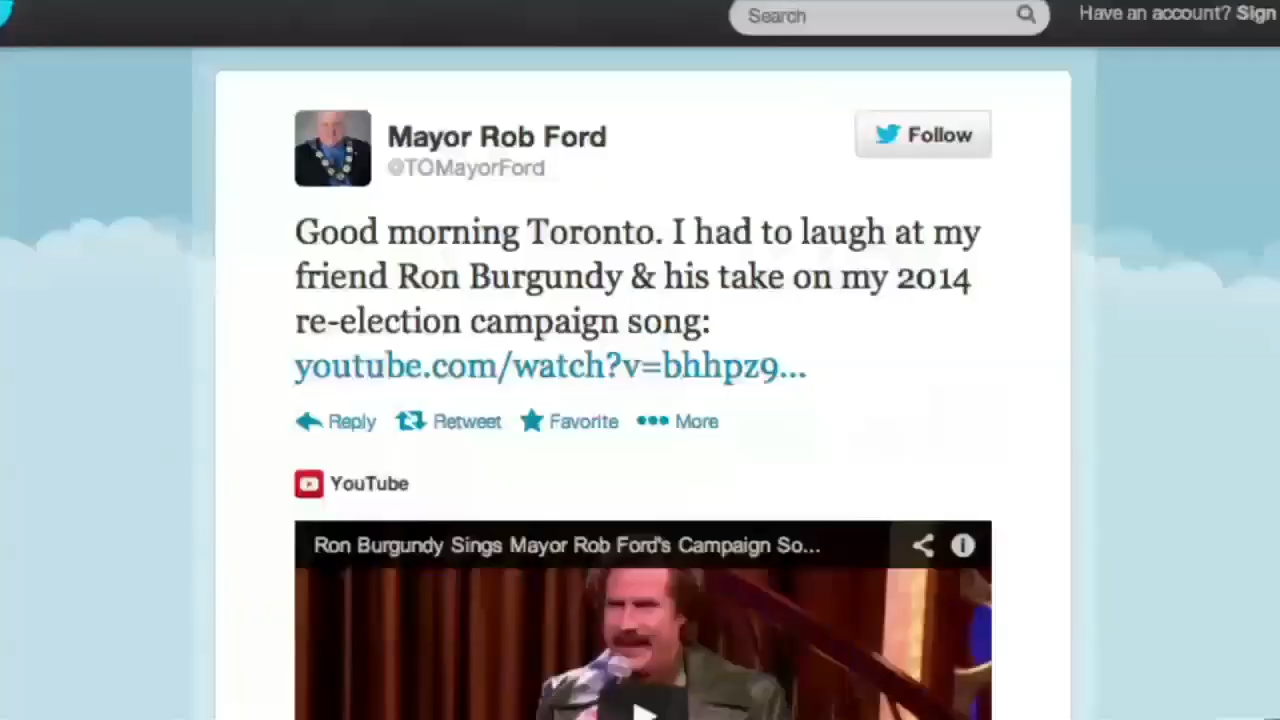 Search
Have an account? Sign
Mayor Rob Ford
@TOMayorFord
Follow
Good morning Toronto. I had to laugh at my
friend Ron Burgundy & his take on my 2014
re-election campaign song:
youtube.com/watch?v=bhhpz9...
Reply Retweet Favorite More
YouTube
Ron Burgundy Sings Mayor Rob Ford's Campaign So...